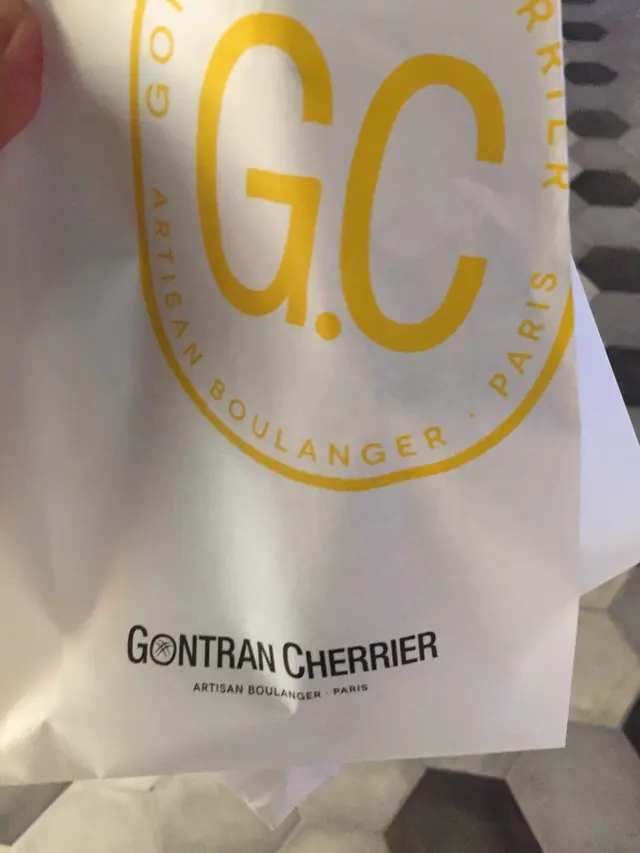 G.C
ARTISAN BOULANGER · PARIS
GONTRAN CHERRIER
ARTISAN BOULANGER · PARIS